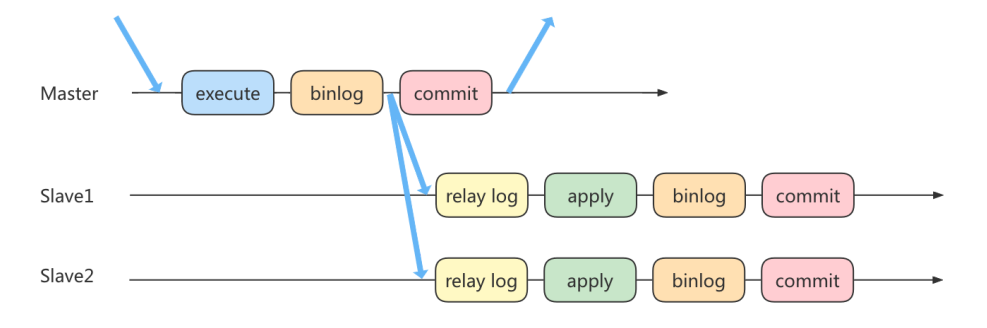 Master execute binlog commit
Slave1 relay log apply binlog commit
Slave2 relay log apply binlog commit